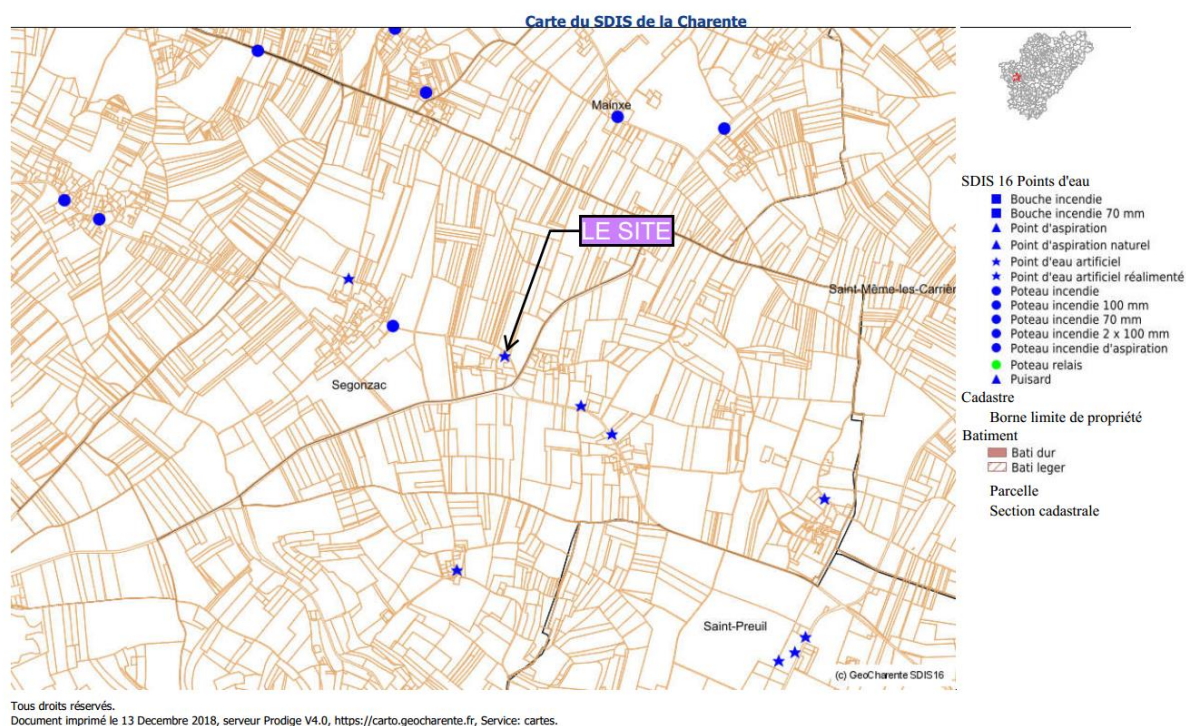 Carte du SDIS de la Charente
Mainxe
LE SITE
Saint-Même-les-Carrièr
Segonzac
Saint-Preuil
(c) GeoCharente SDIS16
SDIS 16 Points d'eau
Bouche incendie
Bouche incendie 70 mm
Point d'aspiration
Point d'aspiration naturel
Point d'eau artificiel
Point d'eau artificiel réalimenté
Poteau incendie
Poteau incendie 100 mm
Poteau incendie 70 mm
Poteau incendie 2 x 100 mm
Poteau incendie d'aspiration
Poteau relais
Puisard
Cadastre
Borne limite de propriété
Batiment
Bati dur
Bati leger
Parcelle
Section cadastrale
Tous droits réservés.
Document imprimé le 13 Decembre 2018, serveur Prodige V4.0, https://carto.geocharente.fr, Service: cartes.